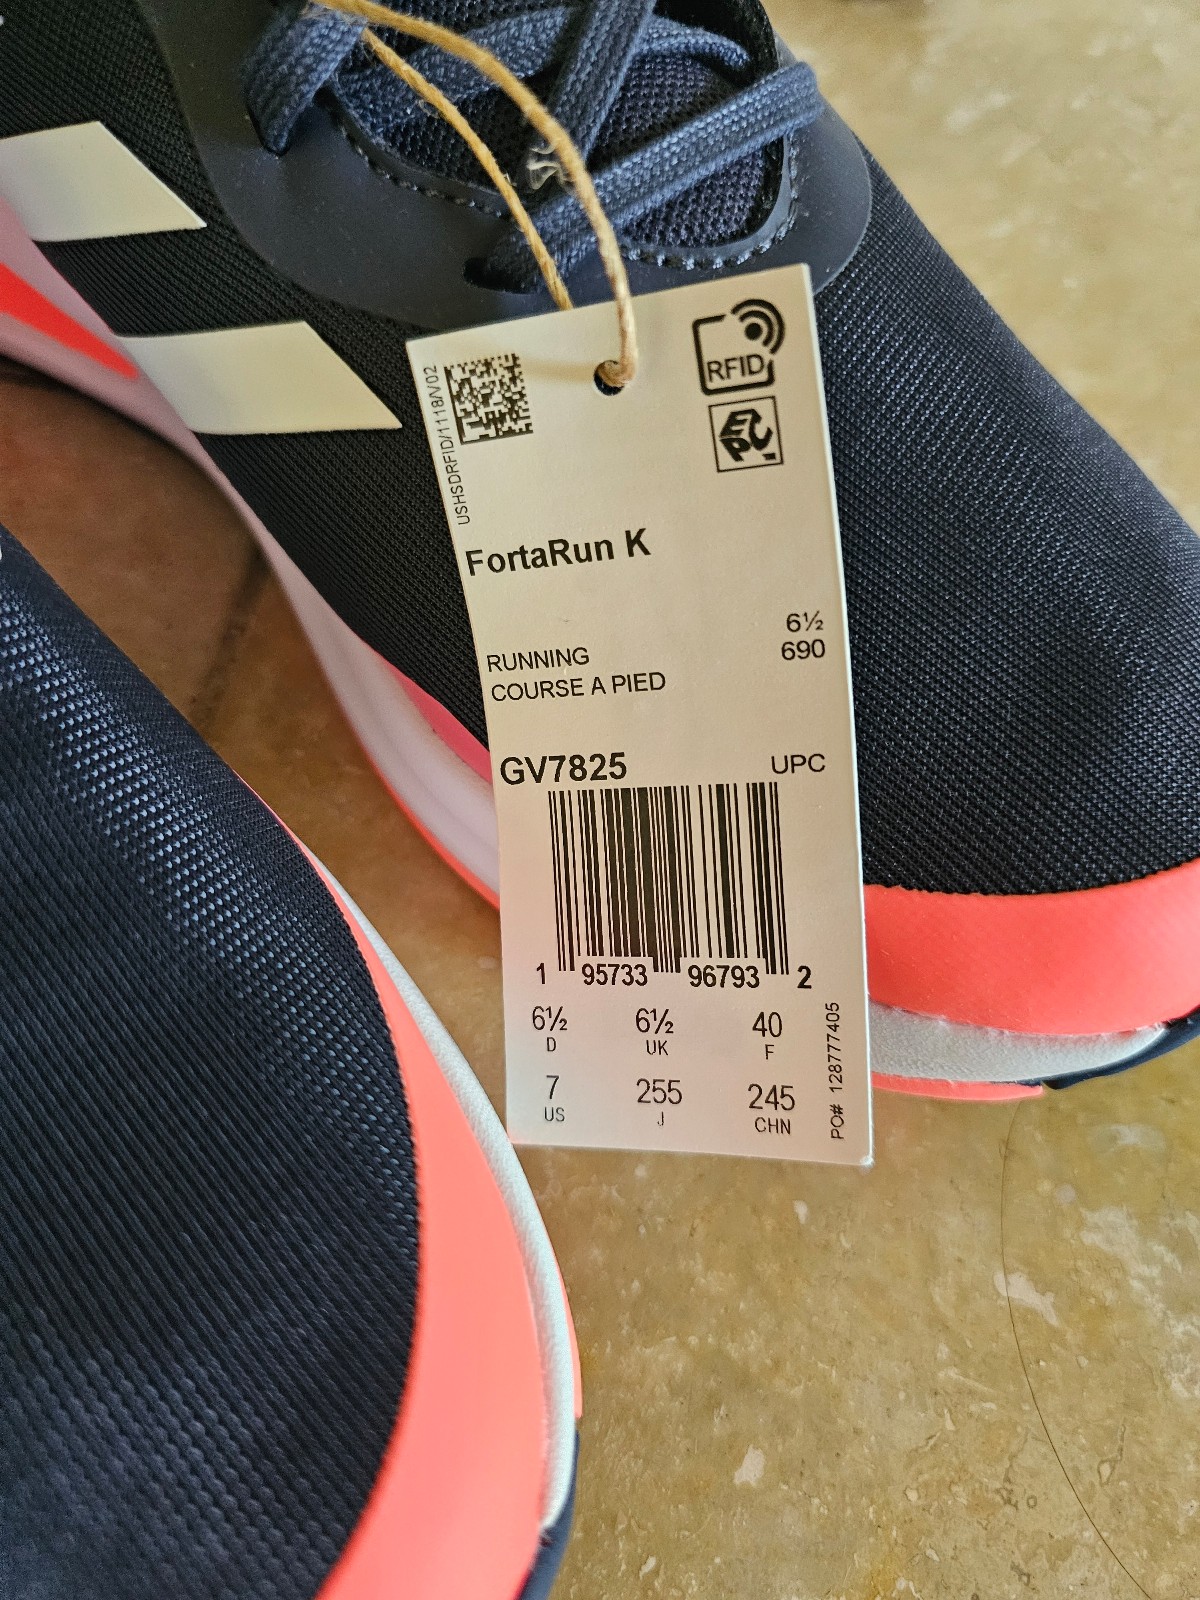 USHSDRFID/1118/V02
RFID
EPC
FortaRun K
6½
690
RUNNING
COURSE A PIED
GV7825
UPC
1 95733 96793 2
6½ 6½ 40
D UK F
7 255 245
US J CHN
PO# 128777405